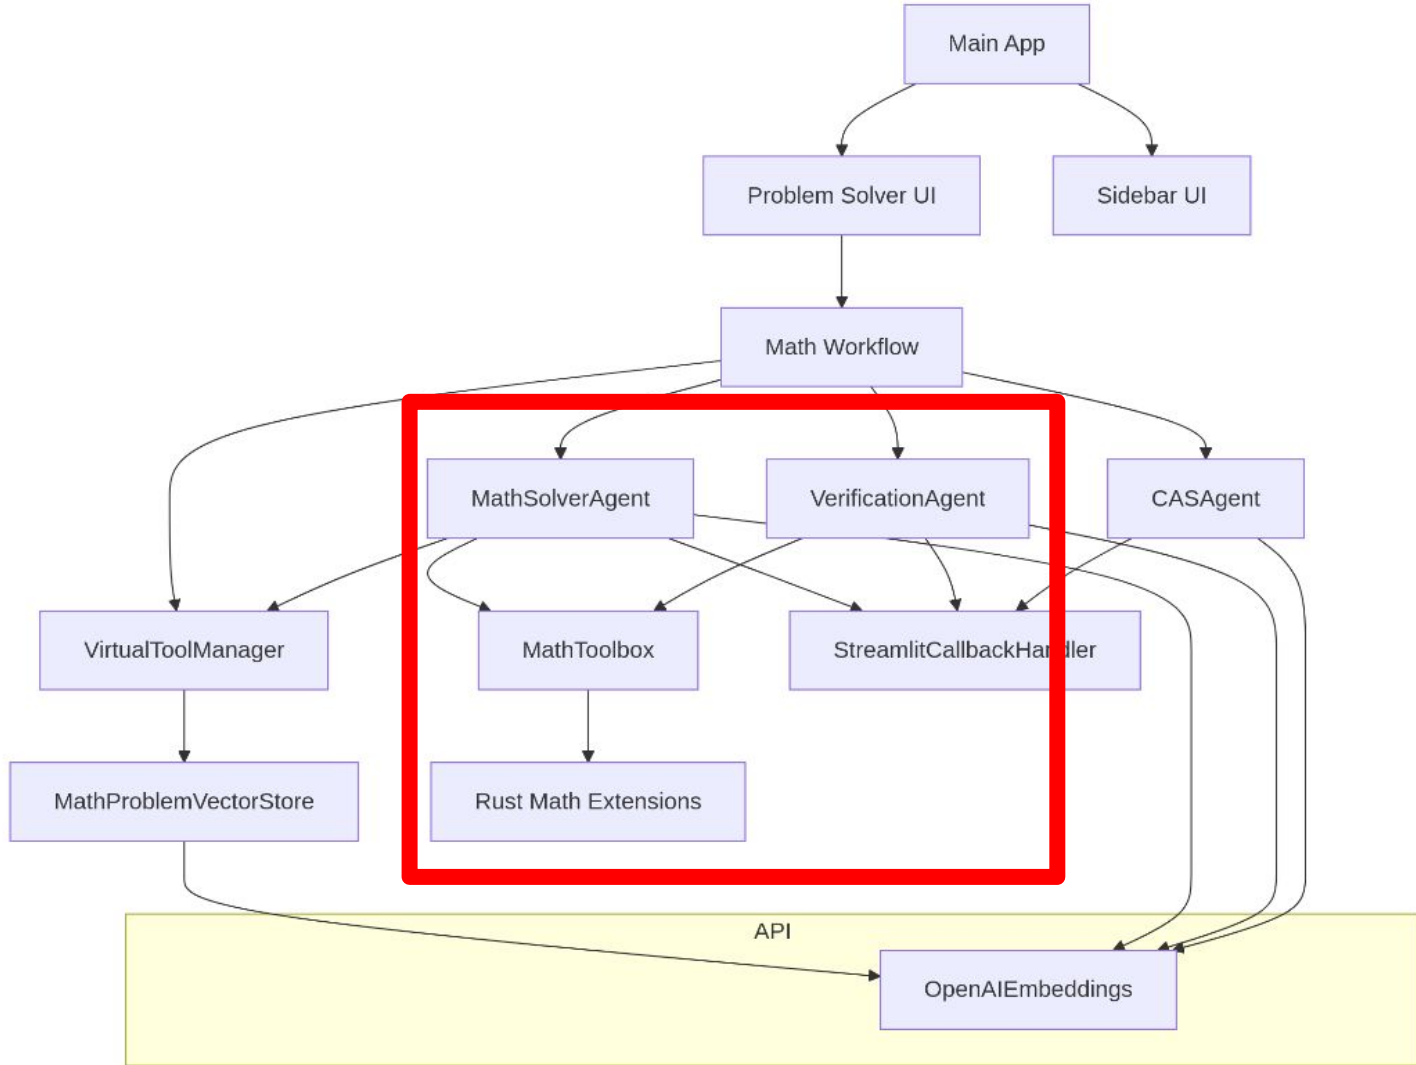 Main App
Problem Solver UI
Sidebar UI
Math Workflow
MathSolverAgent
VerificationAgent
CASAgent
VirtualToolManager
MathToolbox
StreamlitCallbackHandler
MathProblemVectorStore
Rust Math Extensions
API
OpenAIEmbeddings